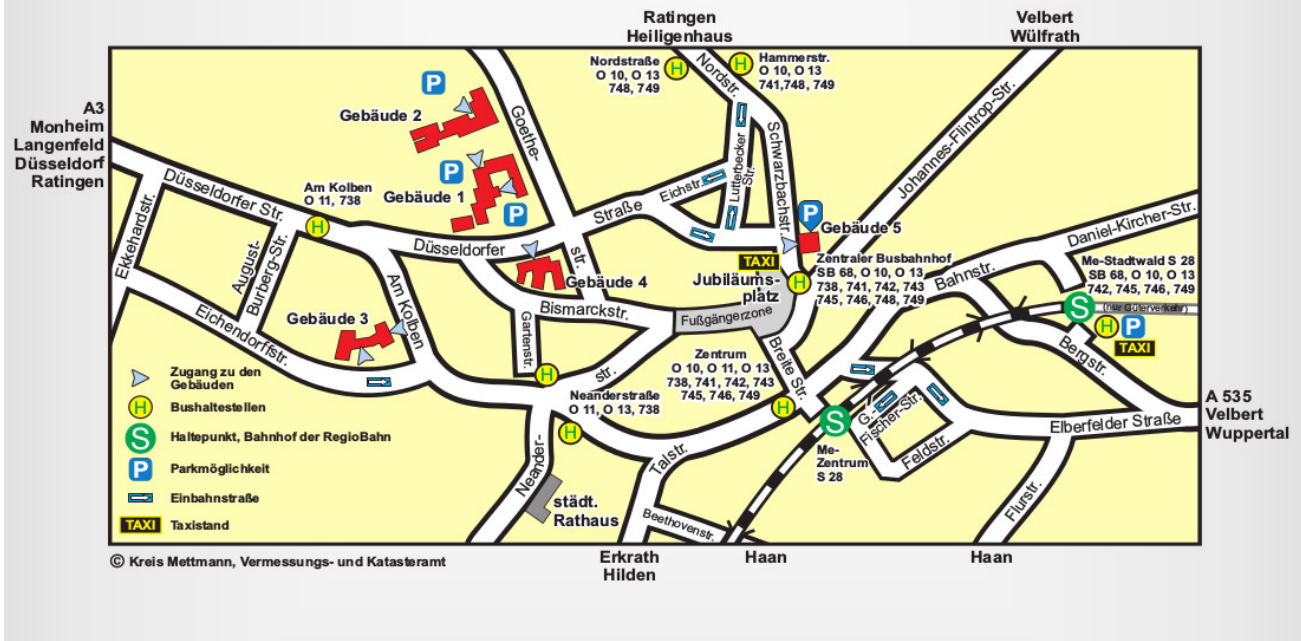 Ratingen
Heiligenhaus
Velbert
Wülfrath
A3
Monheim
Langenfeld
Düsseldorf
Ratingen
Nordstraße
O 10, O 13
748, 749
H
Nordstr.
H
Hammerstr.
O 10, O 13
741,748, 749
P
Gebäude 2
Goethe-
str.
P
Gebäude 1
P
Düsseldorfer Str.
Am Kolben
O 11, 738
H
Ekkehardstr.
August-
Burberg-Str.
Düsseldorfer
Straße
Eichstr.
Lutterbecker
Str.
Schwarzbachstr.
Johannes-Flintrop-Str.
P
Gebäude 5
TAXI
Jubiläums-
platz
H
Zentraler Busbahnhof
SB 68, O 10, O 13
738, 741, 742, 743
745, 746, 748, 749
Daniel-Kircher-Str.
Bahnstr.
Me-Stadtwald S 28
SB 68, O 10, O 13
742, 745, 746, 749
S
(nur Güterverkehr)
H
P
TAXI
Bergstr.
Gebäude 4
Bismarckstr.
Fußgängerzone
Gartenstr.
Am Kolben
Gebäude 3
Eichendorffstr.
H
str.
Neanderstraße
O 11, O 13, 738
H
Neander-
Zentrum
O 10, O 11, O 13
738, 741, 742, 743
745, 746, 749
H
Breite Str.
S
Me-
Zentrum
S 28
G.-
Fischer-Str.
Feldstr.
Elberfelder Straße
A 535
Velbert
Wuppertal
Flurstr.
Talstr.
Beethovenstr.
städt.
Rathaus
Zugang zu den
Gebäuden
H
Bushaltestellen
S
Haltepunkt, Bahnhof der RegioBahn
P
Parkmöglichkeit
Einbahnstraße
TAXI
Taxistand
© Kreis Mettmann, Vermessungs- und Katasteramt
Erkrath
Hilden
Haan
Haan